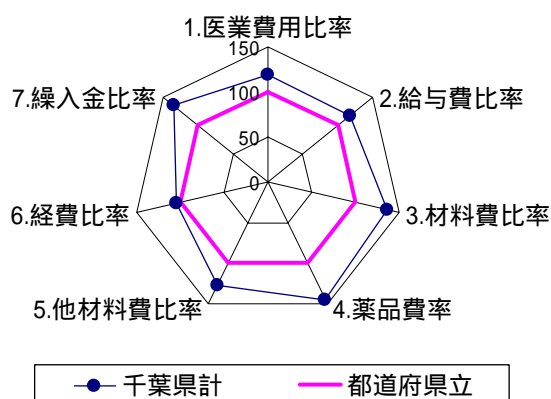 1.医業費用比率
150
7.繰入金比率
100
2.給与費比率
50
0
6.経費比率
3.材料費比率
5.他材料費比率
4.薬品費率
千葉県計
都道府県立